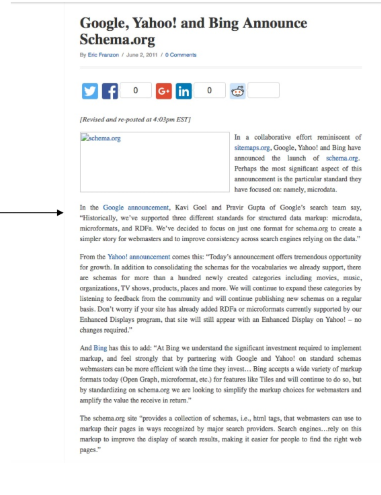 Google, Yahoo! and Bing Announce
Schema.org
By Eric Franzon / June 2, 2011 / 0 Comments
0 0
[Revised and re-posted at 4:03pm EST]
schema.org
In a collaborative effort reminiscent of
sitemaps.org, Google, Yahoo! and Bing have
announced the launch of schema.org.
Perhaps the most significant aspect of this
announcement is the particular standard they
have focused on: namely, microdata.
In the Google announcement, Kavi Goel and Pravir Gupta of Google's search team say,
“Historically, we've supported three different standards for structured data markup: microdata,
microformats, and RDFa. We've decided to focus on just one format for schema.org to create a
simpler story for webmasters and to improve consistency across search engines relying on the data.”
From the Yahoo! announcement comes this: “Today's announcement offers tremendous opportunity
for growth. In addition to consolidating the schemas for the vocabularies we already support, there
are schemas for more than a hundred newly created categories including movies, music,
organizations, TV shows, products, places and more. We will continue to expand these categories by
listening to feedback from the community and will continue publishing new schemas on a regular
basis. Don't worry if your site has already added RDFa or microformats currently supported by our
Enhanced Displays program, that site will still appear with an Enhanced Display on Yahoo! – no
changes required.”
And Bing has this to add: “At Bing we understand the significant investment required to implement
markup, and feel strongly that by partnering with Google and Yahoo! on standard schemas
webmasters can be more efficient with the time they invest... Bing accepts a wide variety of markup
formats today (Open Graph, microformat, etc.) for features like Tiles and will continue to do so, but
by standardizing on schema.org we are looking to simplify the markup choices for webmasters and
amplify the value the receive in return.”
The schema.org site “provides a collection of schemas, i.e., html tags, that webmasters can use to
markup their pages in ways recognized by major search providers. Search engines...rely on this
markup to improve the display of search results, making it easier for people to find the right web
pages.”